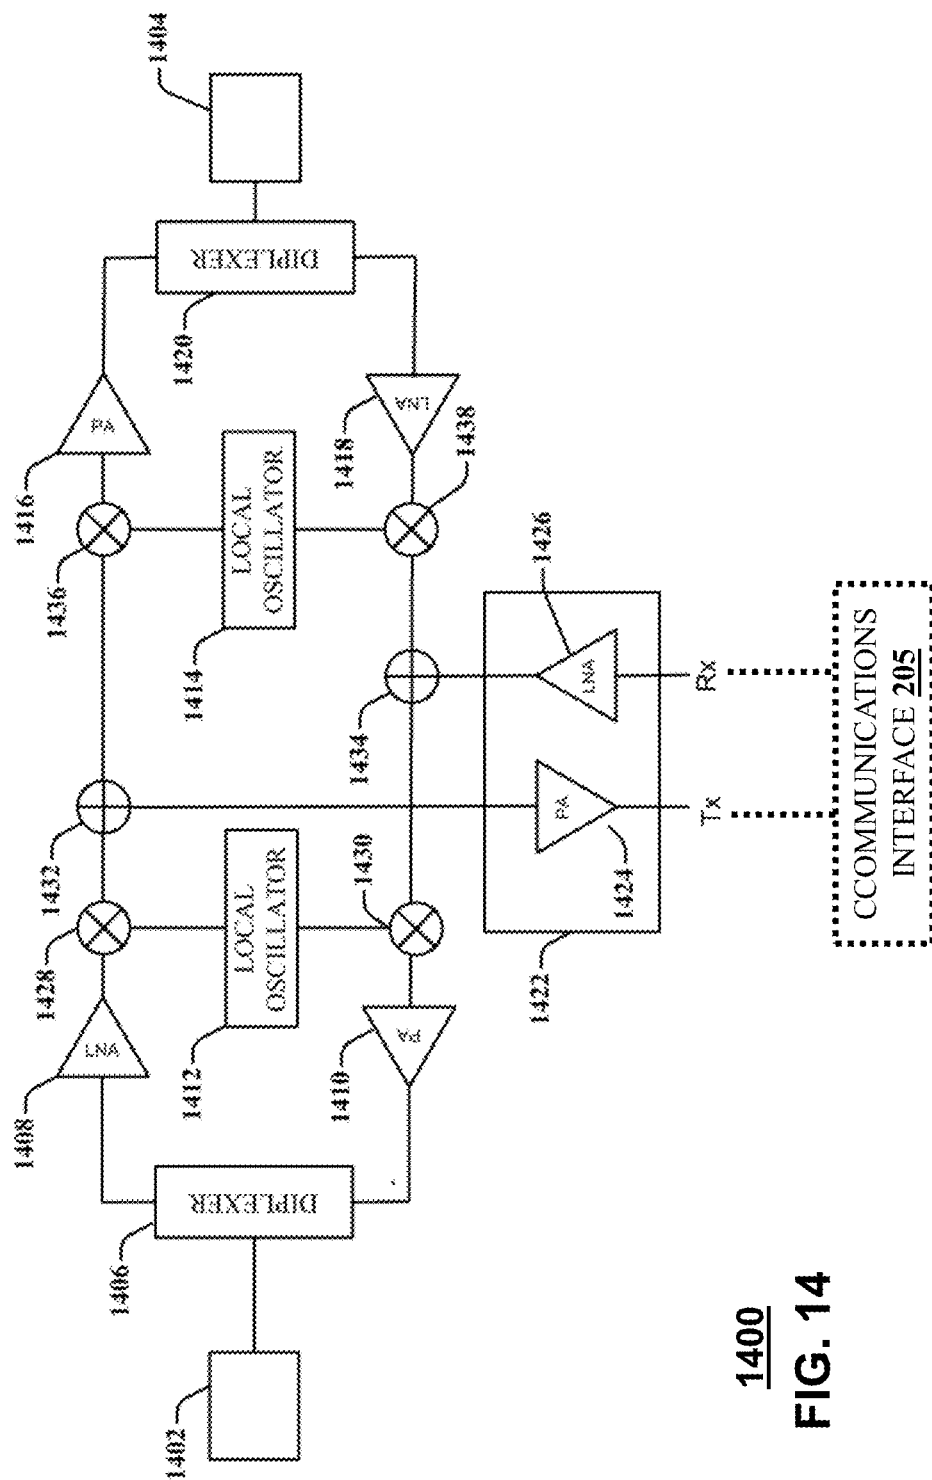 1404
1420
DIPLEXER
1416
PA
1418
LNA
1438
1436
LOCAL
OSCILLATOR
1414
1426
LNA
1434
Rx
1432
PA
1424
Tx
1422
CCOMMUNICATIONS
INTERFACE 205
1428
LOCAL
OSCILLATOR
1412
1430
1408
LNA
1410
PA
DIPLEXER
1406
1402
1400
FIG. 14